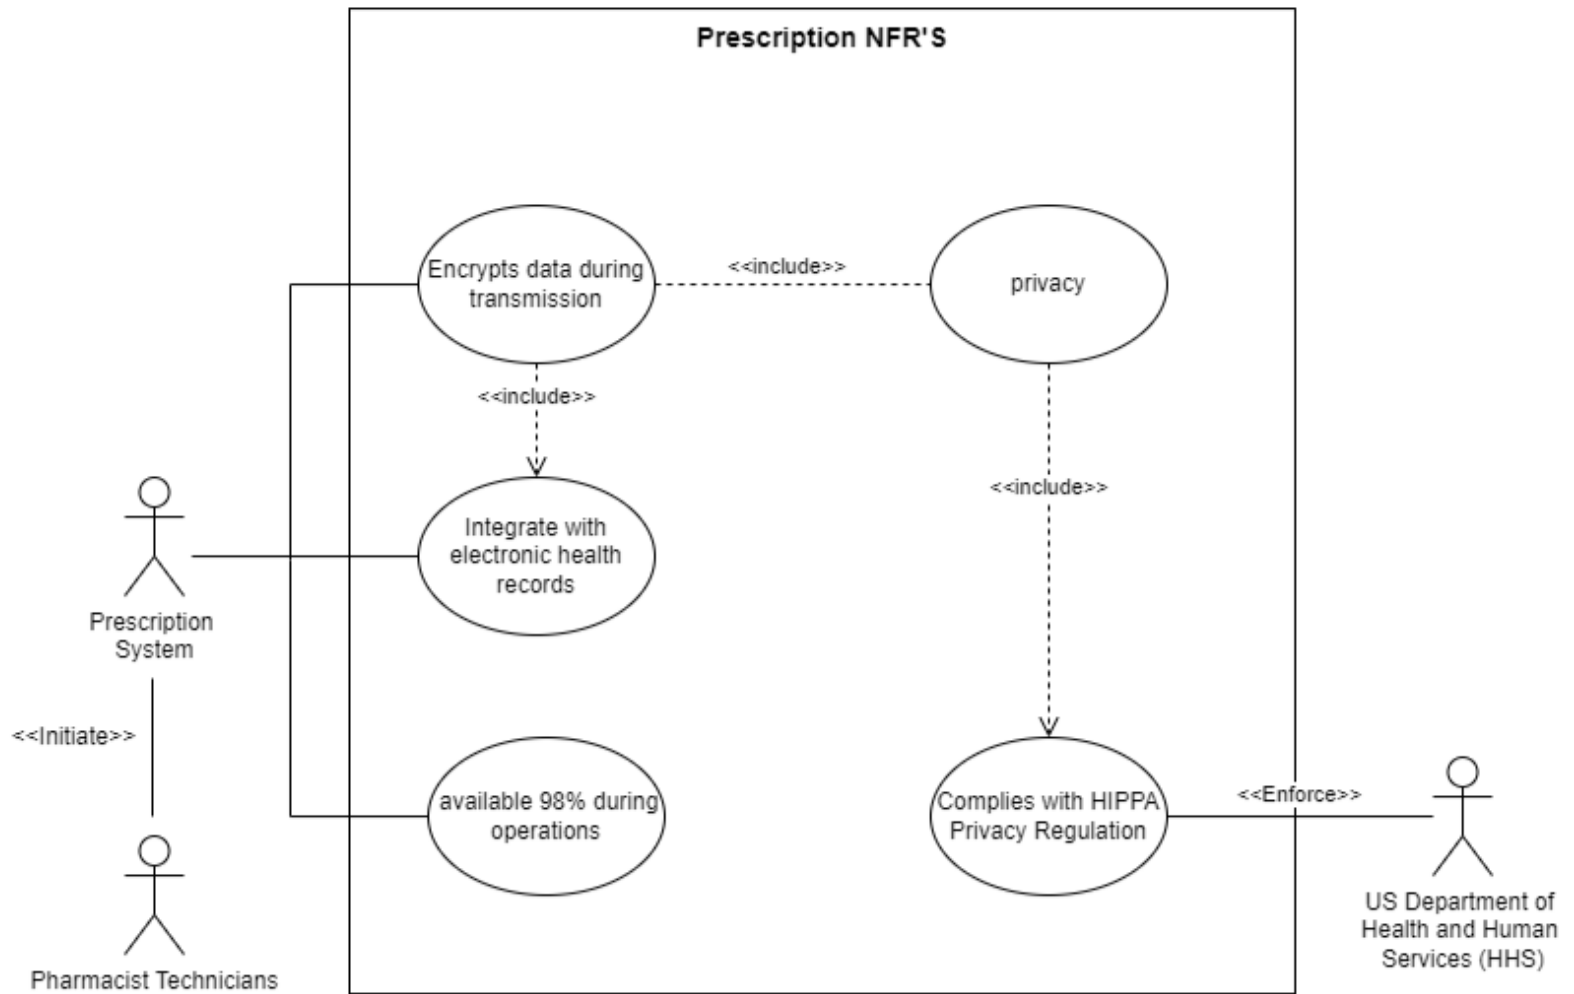 Prescription NFR'S
Encrypts data during
transmission
<<include>>
privacy
<<include>>
<<include>>
Integrate with
electronic health
records
Prescription
System
<<Initiate>>
available 98% during
operations
Complies with HIPPA
Privacy Regulation
<<Enforce>>
US Department of
Health and Human
Services (HHS)
Pharmacist Technicians